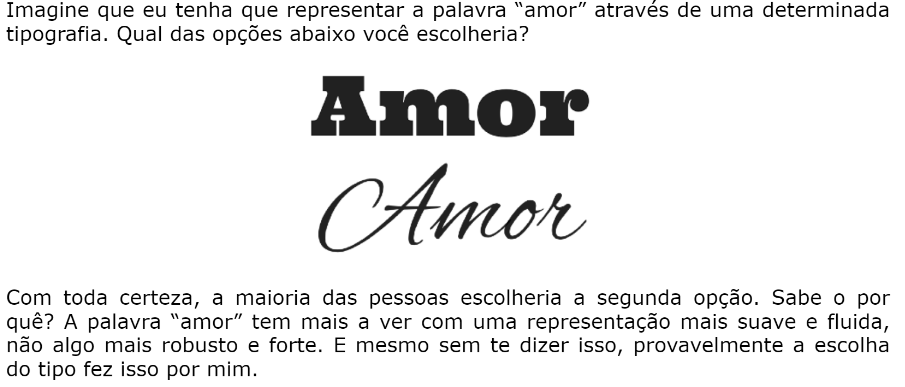 Imagine que eu tenha que representar a palavra “amor” através de uma determinada
tipografia. Qual das opções abaixo você escolheria?
Amor
Amor
Com toda certeza, a maioria das pessoas escolheria a segunda opção. Sabe o por
quê? A palavra “amor” tem mais a ver com uma representação mais suave e fluida,
não algo mais robusto e forte. E mesmo sem te dizer isso, provavelmente a escolha
do tipo fez isso por mim.